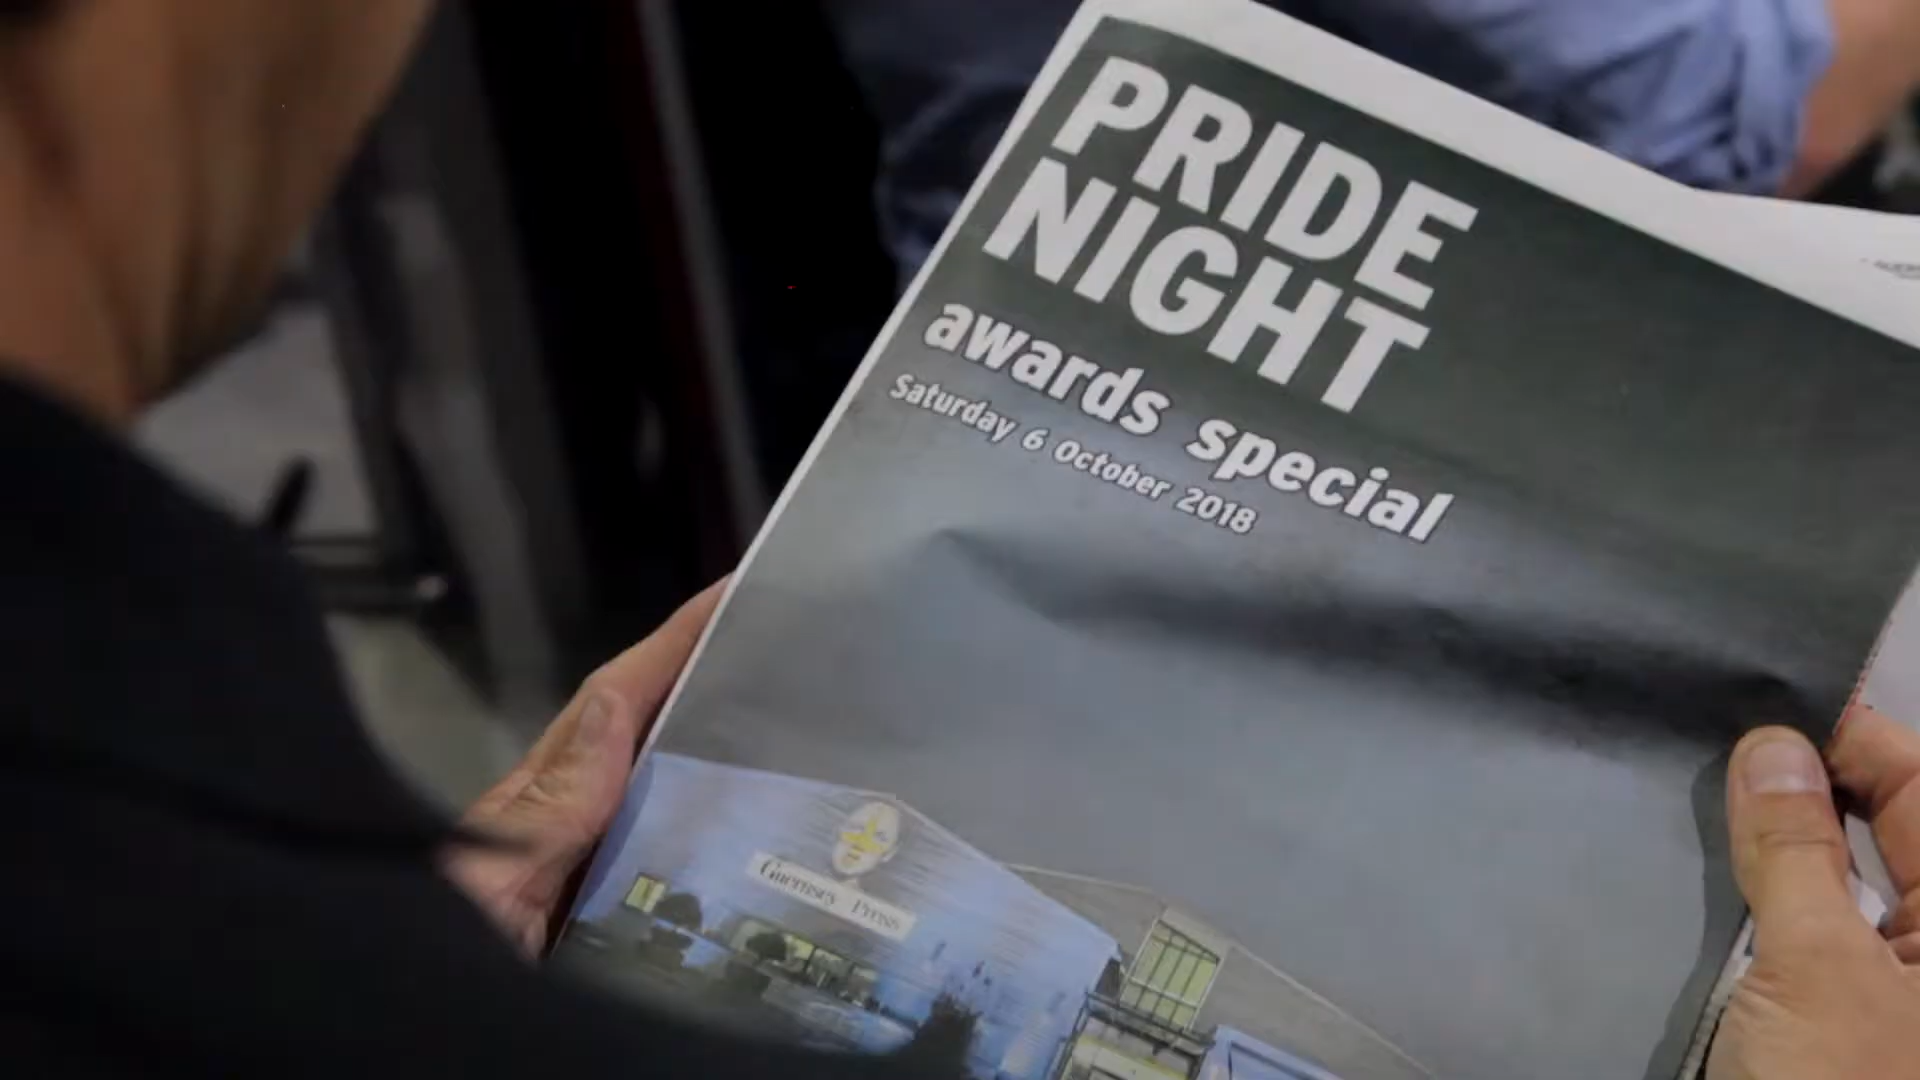 PRIDE
NIGHT
awards special
Saturday 6 October 2018
Guernsey Press